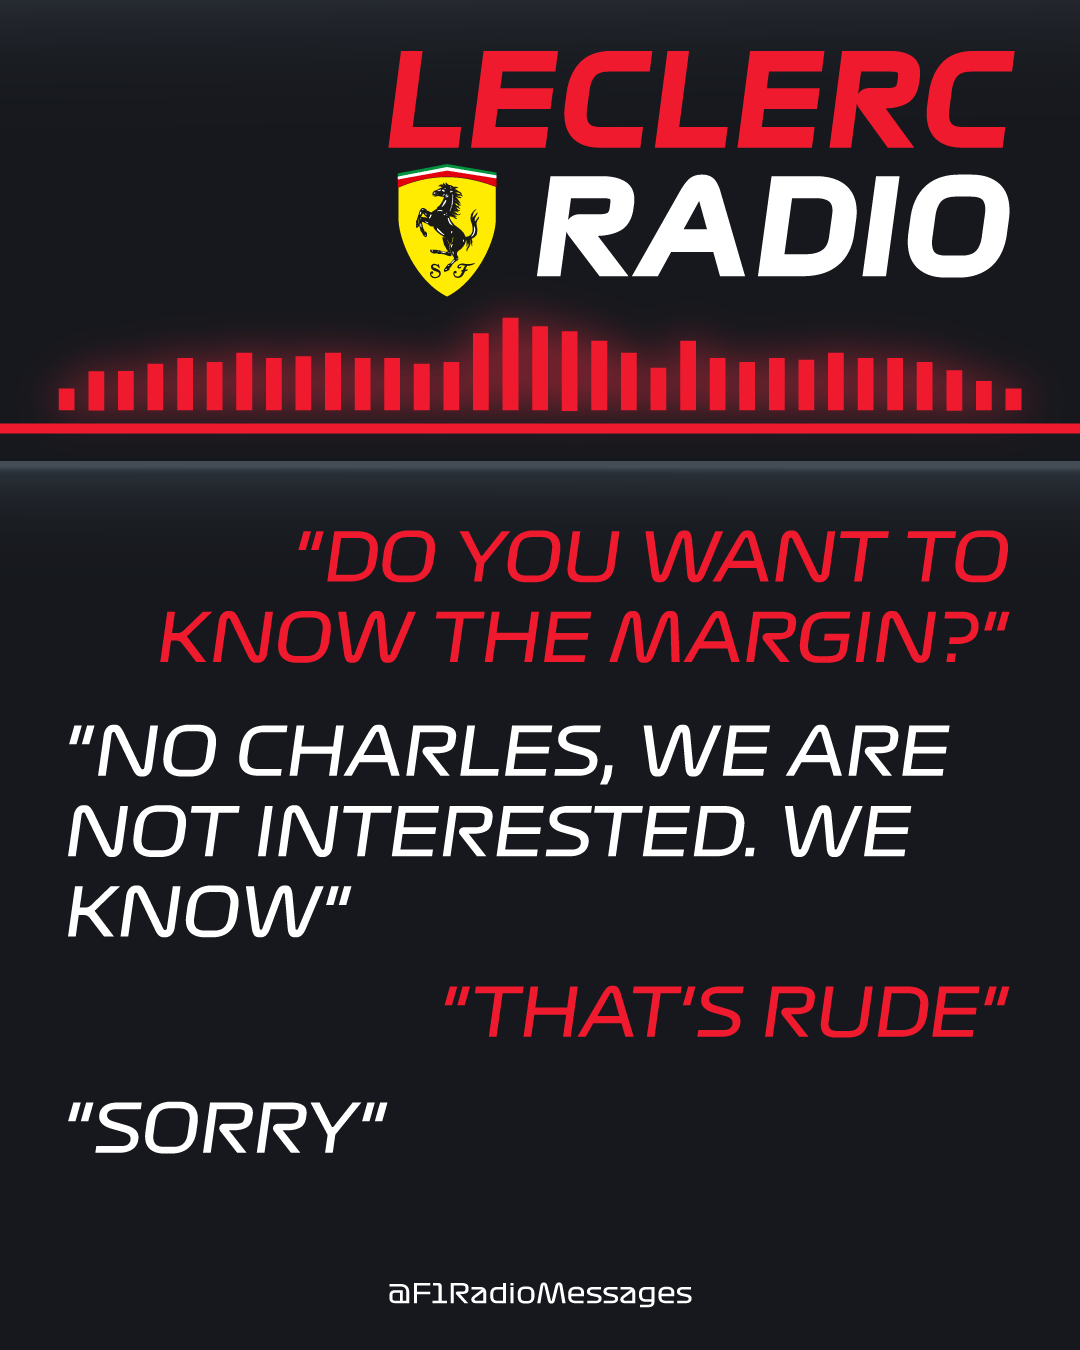 LECLERC
RADIO
S F
"DO YOU WANT TO
KNOW THE MARGIN?"
"NO CHARLES, WE ARE
NOT INTERESTED. WE
KNOW"
"THAT'S RUDE"
"SORRY"
@F1RadioMessages